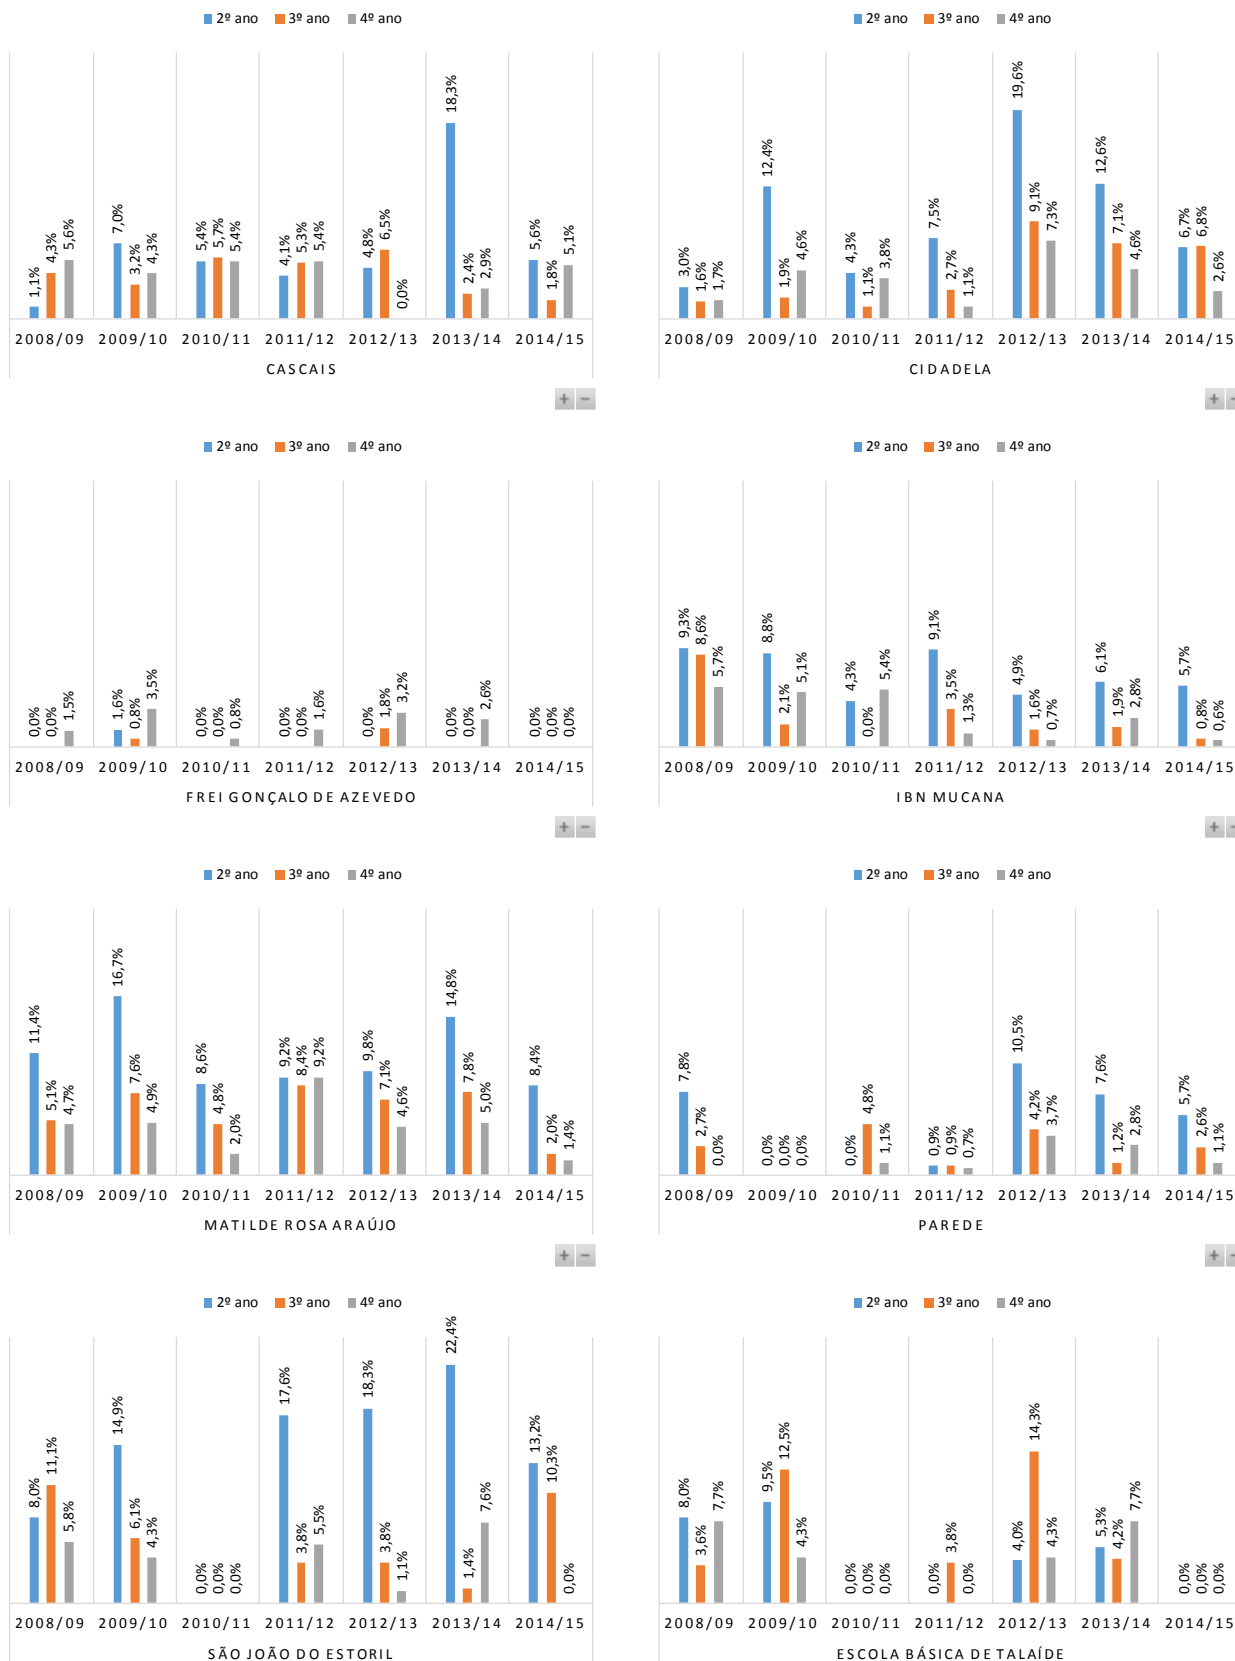 2º ano 3º ano 4º ano
1,1% 4,3% 5,6% 7,0% 3,2% 4,3% 5,4% 5,7% 5,4% 4,1% 5,3% 5,4% 4,8% 6,5% 0,0% 18,3% 2,4% 2,9% 5,6% 1,8% 5,1%
2008/09 2009/10 2010/11 2011/12 2012/13 2013/14 2014/15
CASCAIS
2º ano 3º ano 4º ano
3,0% 1,6% 1,7% 12,4% 1,9% 4,6% 4,3% 1,1% 3,8% 7,5% 2,7% 1,1% 19,6% 9,1% 7,3% 12,6% 7,1% 4,6% 6,7% 6,8% 2,6%
2008/09 2009/10 2010/11 2011/12 2012/13 2013/14 2014/15
CIDADELA
2º ano 3º ano 4º ano
0,0% 0,0% 1,5% 1,6% 0,8% 3,5% 0,0% 0,0% 0,8% 0,0% 0,0% 1,6% 0,0% 1,8% 3,2% 0,0% 0,0% 2,6% 0,0% 0,0% 0,0%
2008/09 2009/10 2010/11 2011/12 2012/13 2013/14 2014/15
FREI GONÇALO DE AZEVEDO
2º ano 3º ano 4º ano
9,3% 8,6% 5,7% 8,8% 2,1% 5,1% 4,3% 0,0% 5,4% 9,1% 3,5% 1,3% 4,9% 1,6% 0,7% 6,1% 1,9% 2,8% 5,7% 0,8% 0,6%
2008/09 2009/10 2010/11 2011/12 2012/13 2013/14 2014/15
IBN MUCANA
2º ano 3º ano 4º ano
11,4% 5,1% 4,7% 16,7% 7,6% 4,9% 8,6% 4,8% 2,0% 9,2% 8,4% 9,2% 9,8% 7,1% 4,6% 14,8% 7,8% 5,0% 8,4% 2,0% 1,4%
2008/09 2009/10 2010/11 2011/12 2012/13 2013/14 2014/15
MATILDE ROSA ARAÚJO
2º ano 3º ano 4º ano
7,8% 2,7% 0,0% 0,0% 0,0% 0,0% 0,0% 4,8% 1,1% 0,9% 0,9% 0,7% 10,5% 4,2% 3,7% 7,6% 1,2% 2,8% 5,7% 2,6% 1,1%
2008/09 2009/10 2010/11 2011/12 2012/13 2013/14 2014/15
PAREDE
2º ano 3º ano 4º ano
8,0% 11,1% 5,8% 14,9% 6,1% 4,3% 0,0% 0,0% 0,0% 17,6% 3,8% 5,5% 18,3% 3,8% 1,1% 22,4% 1,4% 7,6% 13,2% 10,3% 0,0%
2008/09 2009/10 2010/11 2011/12 2012/13 2013/14 2014/15
SÃO JOÃO DO ESTORIL
2º ano 3º ano 4º ano
8,0% 3,6% 7,7% 9,5% 12,5% 4,3% 0,0% 0,0% 0,0% 0,0% 3,8% 0,0% 4,0% 14,3% 4,3% 5,3% 4,2% 7,7% 0,0% 0,0% 0,0%
2008/09 2009/10 2010/11 2011/12 2012/13 2013/14 2014/15
ESCOLA BÁSICA DE TALAÍDE